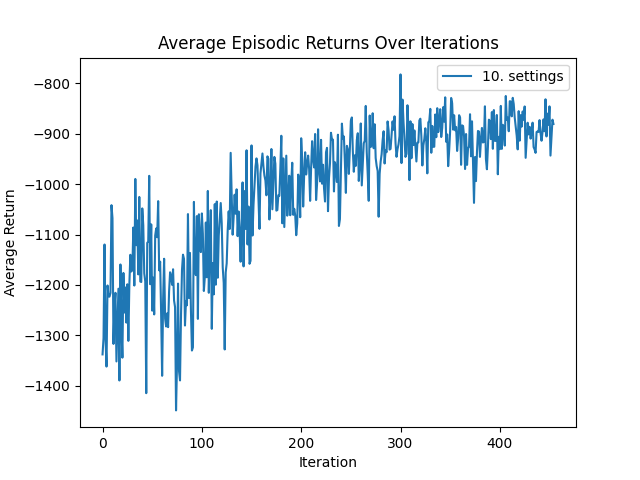 Average Episodic Returns Over Iterations
10. settings
Average Return
−800
−900
−1000
−1100
−1200
−1300
−1400
0 100 200 300 400
Iteration